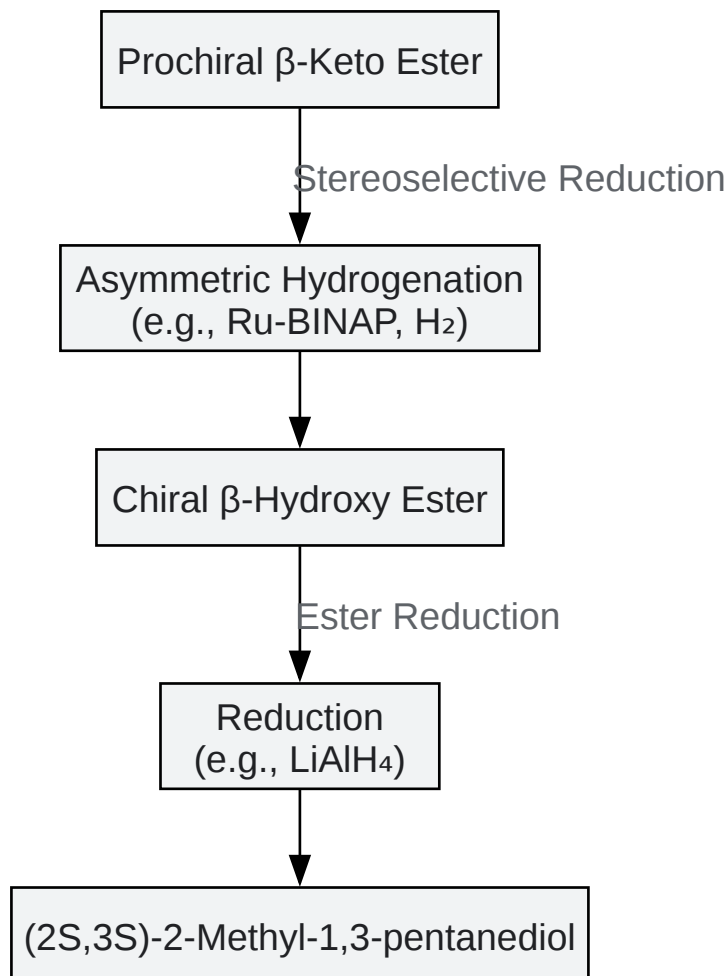 Prochiral β-Keto Ester
Stereoselective Reduction
Asymmetric Hydrogenation
(e.g., Ru-BINAP, H₂)
Chiral β-Hydroxy Ester
Ester Reduction
Reduction
(e.g., LiAlH₄)
(2S,3S)-2-Methyl-1,3-pentanediol